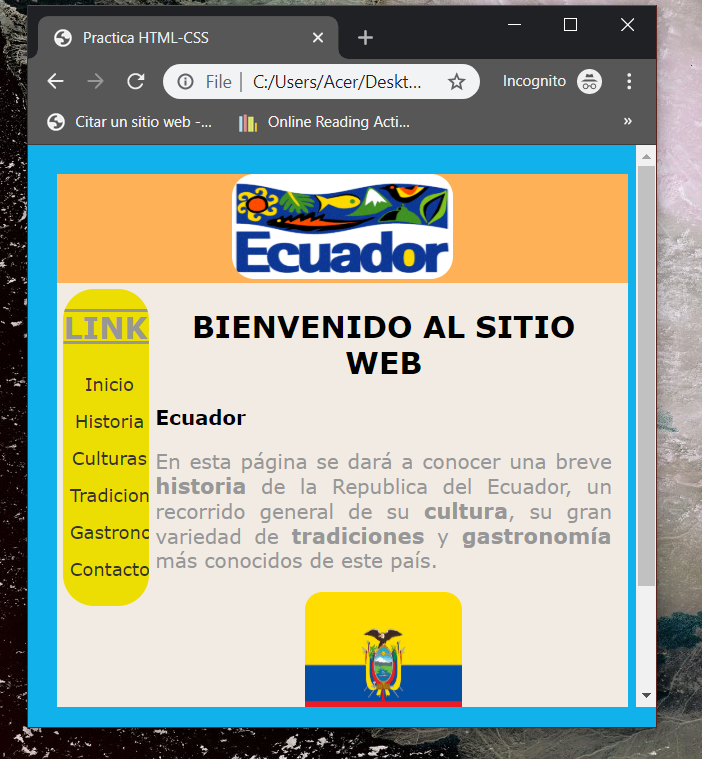 Practica HTML-CSS
File | C:/Users/Acer/Deskt... Incognito
Citar un sitio web -... Online Reading Acti... »
Ecuador
LINK
Inicio
Historia
Culturas
Tradicion
Gastrono
Contacto
BIENVENIDO AL SITIO
WEB
Ecuador
En esta página se dará a conocer una breve
historia de la Republica del Ecuador, un
recorrido general de su cultura, su gran
variedad de tradiciones y gastronomía
más conocidos de este país.